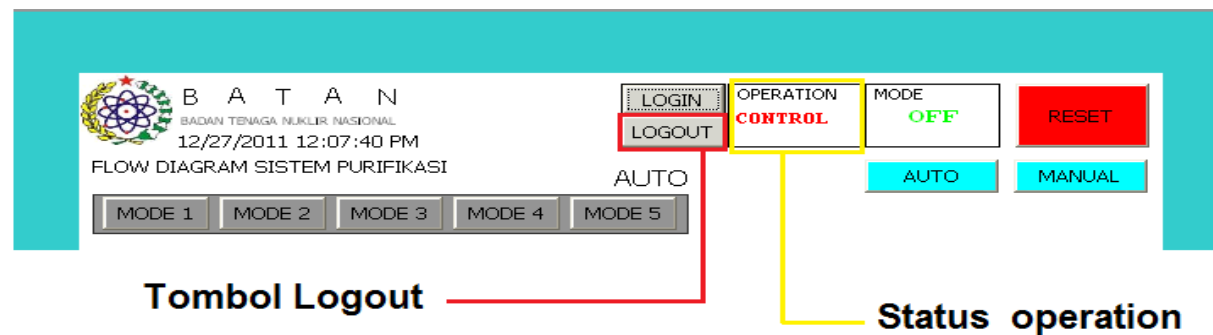 B A T A N
BADAN TENAGA NUKLIR NASIONAL
12/27/2011 12:07:40 PM
FLOW DIAGRAM SISTEM PURIFIKASI
LOGIN
LOGOUT
OPERATION
CONTROL
MODE
OFF
RESET
AUTO
AUTO
MANUAL
MODE 1 MODE 2 MODE 3 MODE 4 MODE 5
Tombol Logout
Status operation